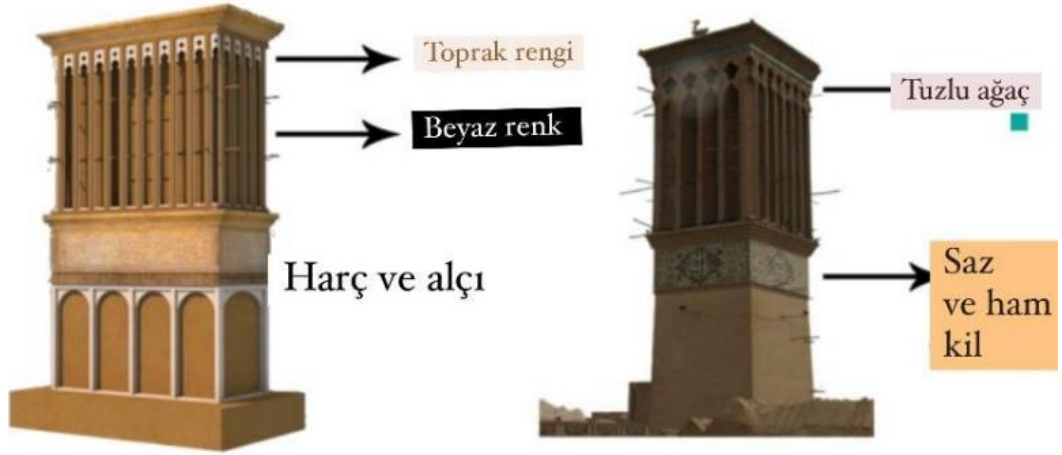 Toprak rengi
Beyaz renk
Harç ve alçı
Tuzlu ağaç
Saz
ve ham
kil